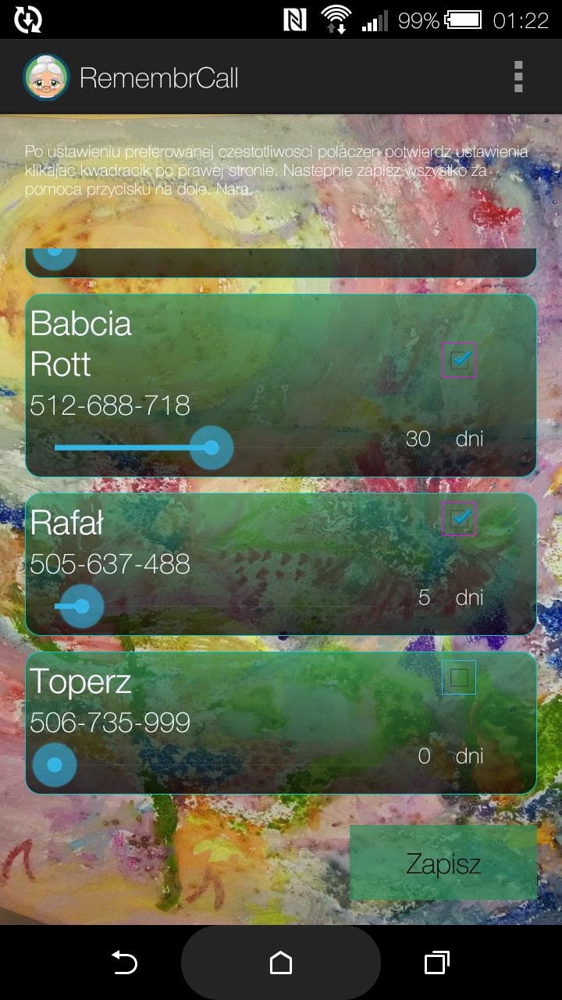 99% 01:22
RemembrCall
Po ustawieniu preferowanej czestotliwosci polaczen potwierdz ustawienia
klikajac kwadracik po prawej stronie. Nastepnie zapisz wszystko za
pomoca przycisku na dole. Nara.
Babcia
Rott
512-688-718
30 dni
Rafał
505-637-488
5 dni
Toperz
506-735-999
0 dni
Zapisz